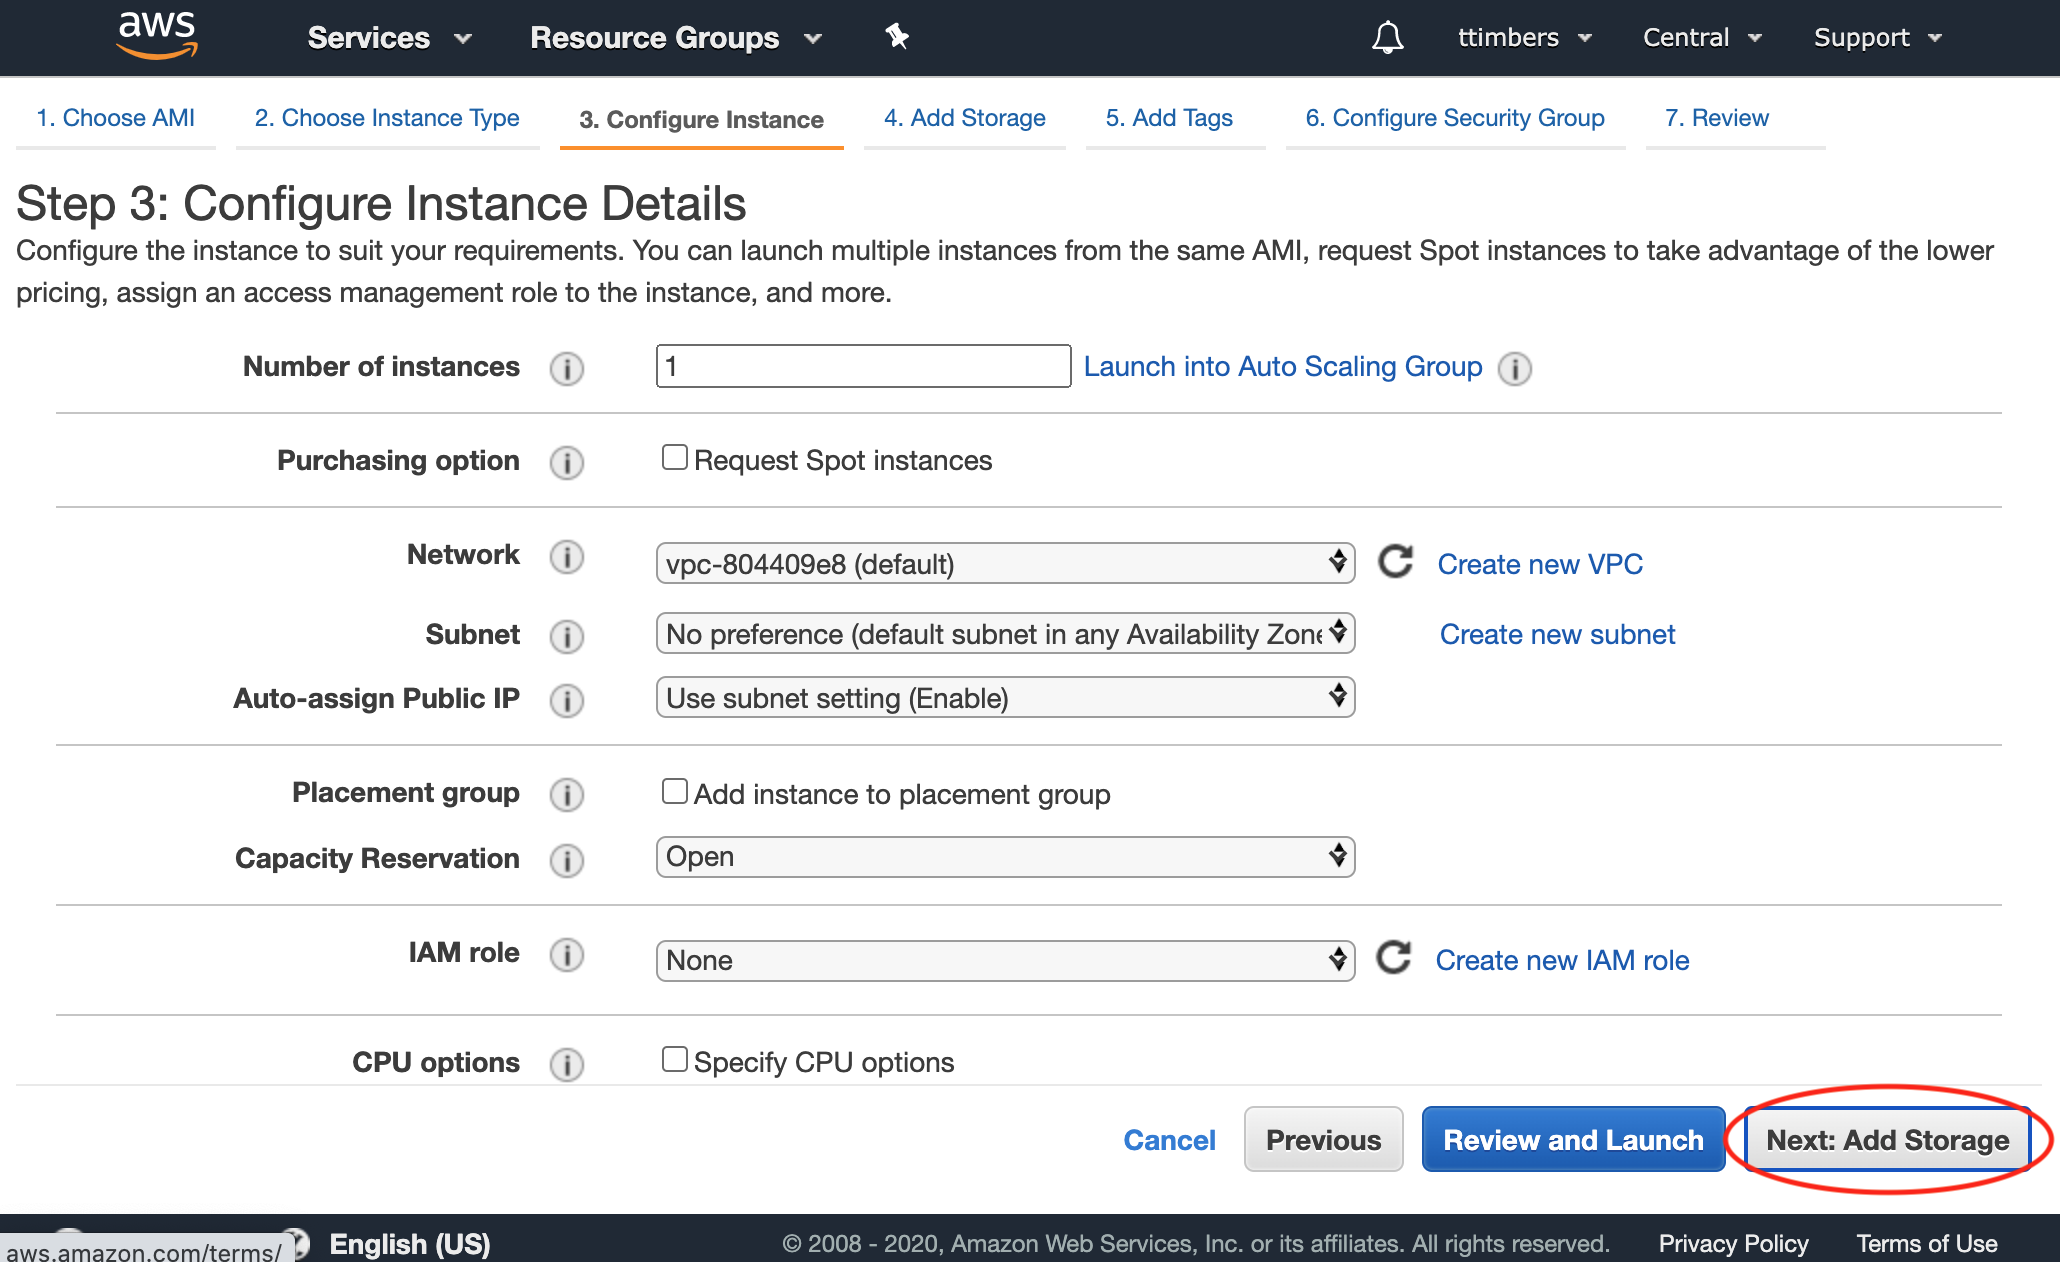 aws
Services
Resource Groups
ttimbers
Central
Support
1. Choose AMI
2. Choose Instance Type
3. Configure Instance
4. Add Storage
5. Add Tags
6. Configure Security Group
7. Review
Step 3: Configure Instance Details
Configure the instance to suit your requirements. You can launch multiple instances from the same AMI, request Spot instances to take advantage of the lower
pricing, assign an access management role to the instance, and more.
Number of instances
1
Launch into Auto Scaling Group
Purchasing option
Request Spot instances
Network
vpc-804409e8 (default)
Create new VPC
Subnet
No preference (default subnet in any Availability Zone
Create new subnet
Auto-assign Public IP
Use subnet setting (Enable)
Placement group
Add instance to placement group
Capacity Reservation
Open
IAM role
None
Create new IAM role
CPU options
Specify CPU options
Cancel
Previous
Review and Launch
Next: Add Storage
aws.amazon.com/terms/
English (US)
© 2008 - 2020, Amazon Web Services, Inc. or its affiliates. All rights reserved.
Privacy Policy
Terms of Use